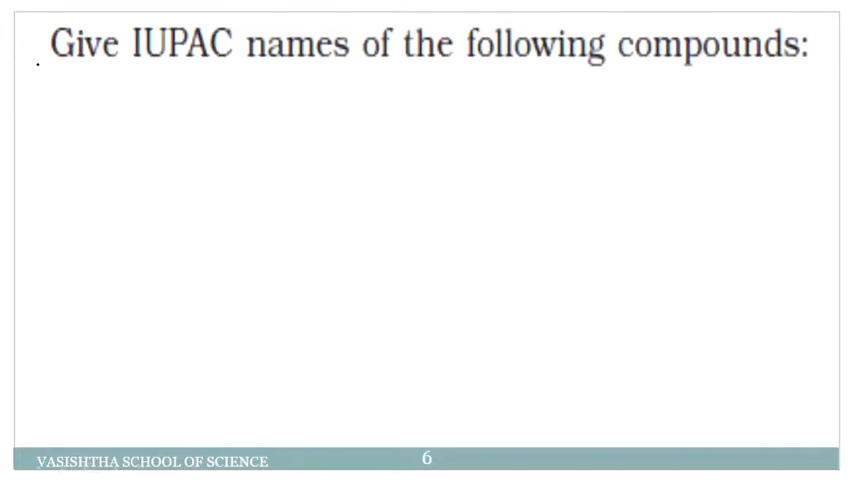 Give IUPAC names of the following compounds:
.
VASISHTHA SCHOOL OF SCIENCE
6